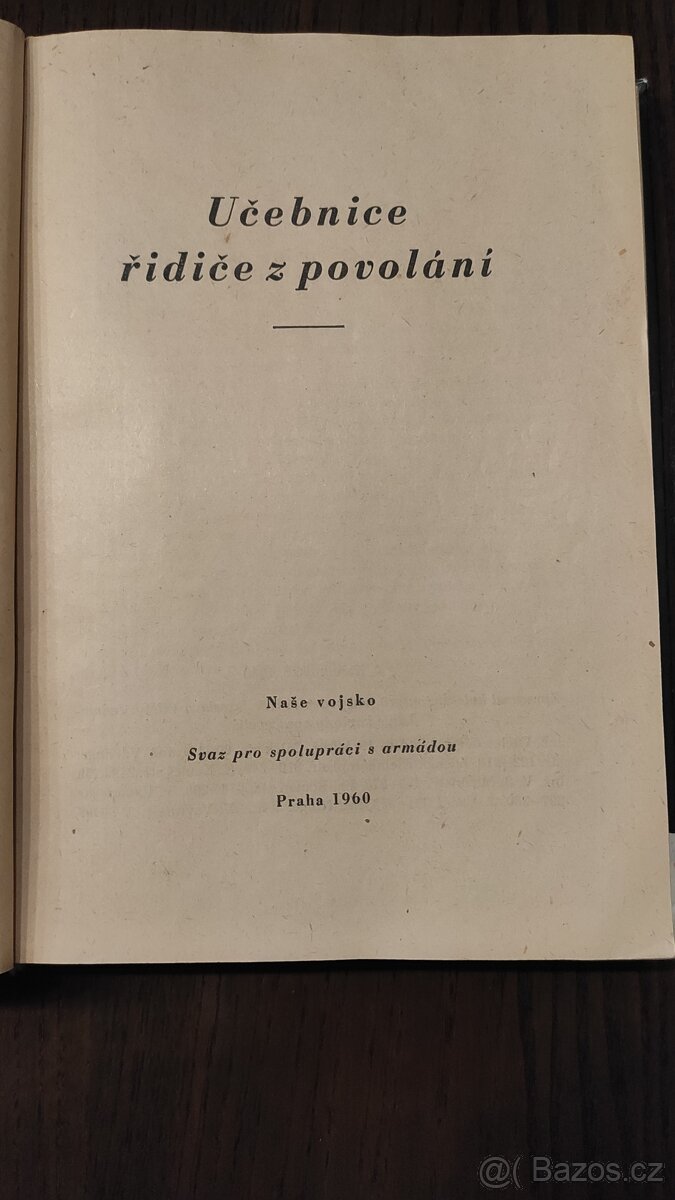 Učebnice
řidiče z povolání
Naše vojsko
Svaz pro spolupráci s armádou
Praha 1960
@( Bazos.cz